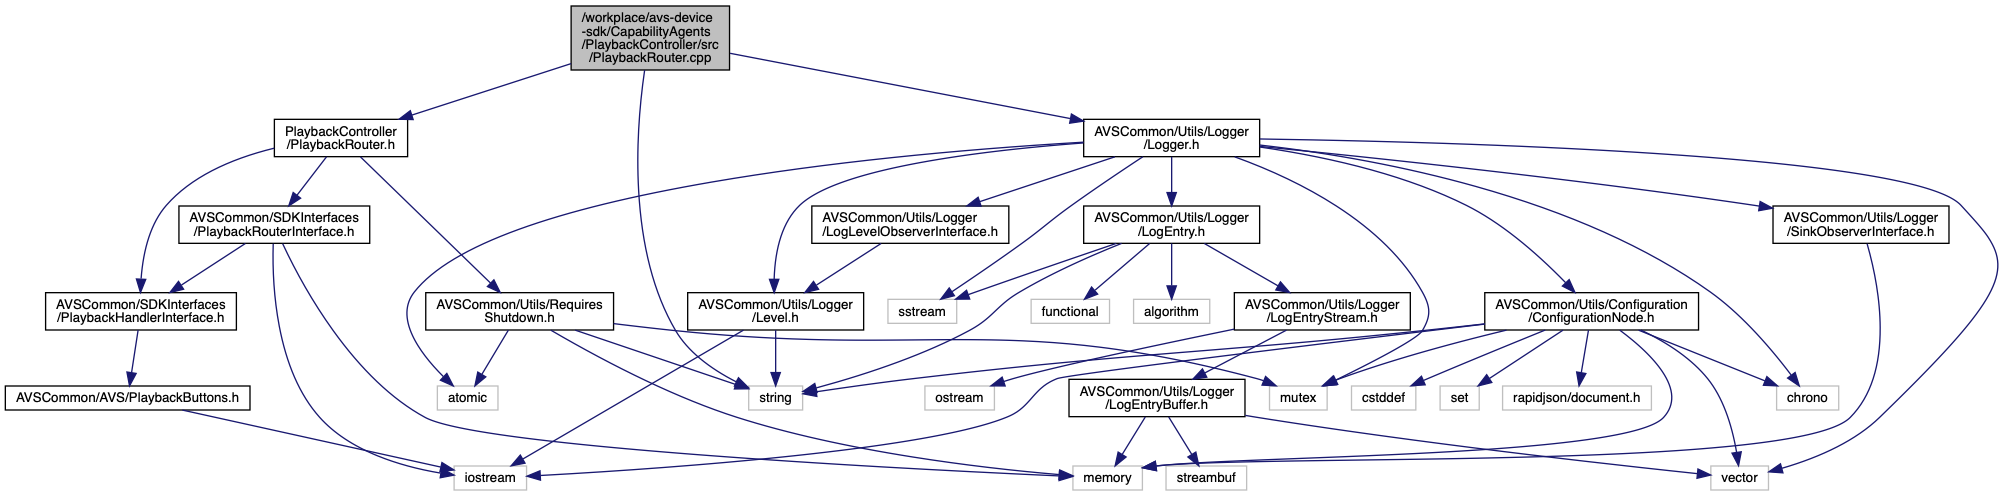 /workplace/avs-device
-sdk/CapabilityAgents
/PlaybackController/src
/PlaybackRouter.cpp
PlaybackController
/PlaybackRouter.h
AVSCommon/Utils/Logger
/Logger.h
AVSCommon/SDKInterfaces
/PlaybackRouterInterface.h
AVSCommon/Utils/Logger
/LogLevelObserverInterface.h
AVSCommon/Utils/Logger
/LogEntry.h
AVSCommon/Utils/Logger
/SinkObserverInterface.h
AVSCommon/SDKInterfaces
/PlaybackHandlerInterface.h
AVSCommon/Utils/Requires
Shutdown.h
AVSCommon/Utils/Logger
/Level.h
sstream
functional
algorithm
AVSCommon/Utils/Logger
/LogEntryStream.h
AVSCommon/Utils/Configuration
/ConfigurationNode.h
AVSCommon/AVS/PlaybackButtons.h
atomic
string
ostream
AVSCommon/Utils/Logger
/LogEntryBuffer.h
mutex
cstddef
set
rapidjson/document.h
chrono
iostream
memory
streambuf
vector